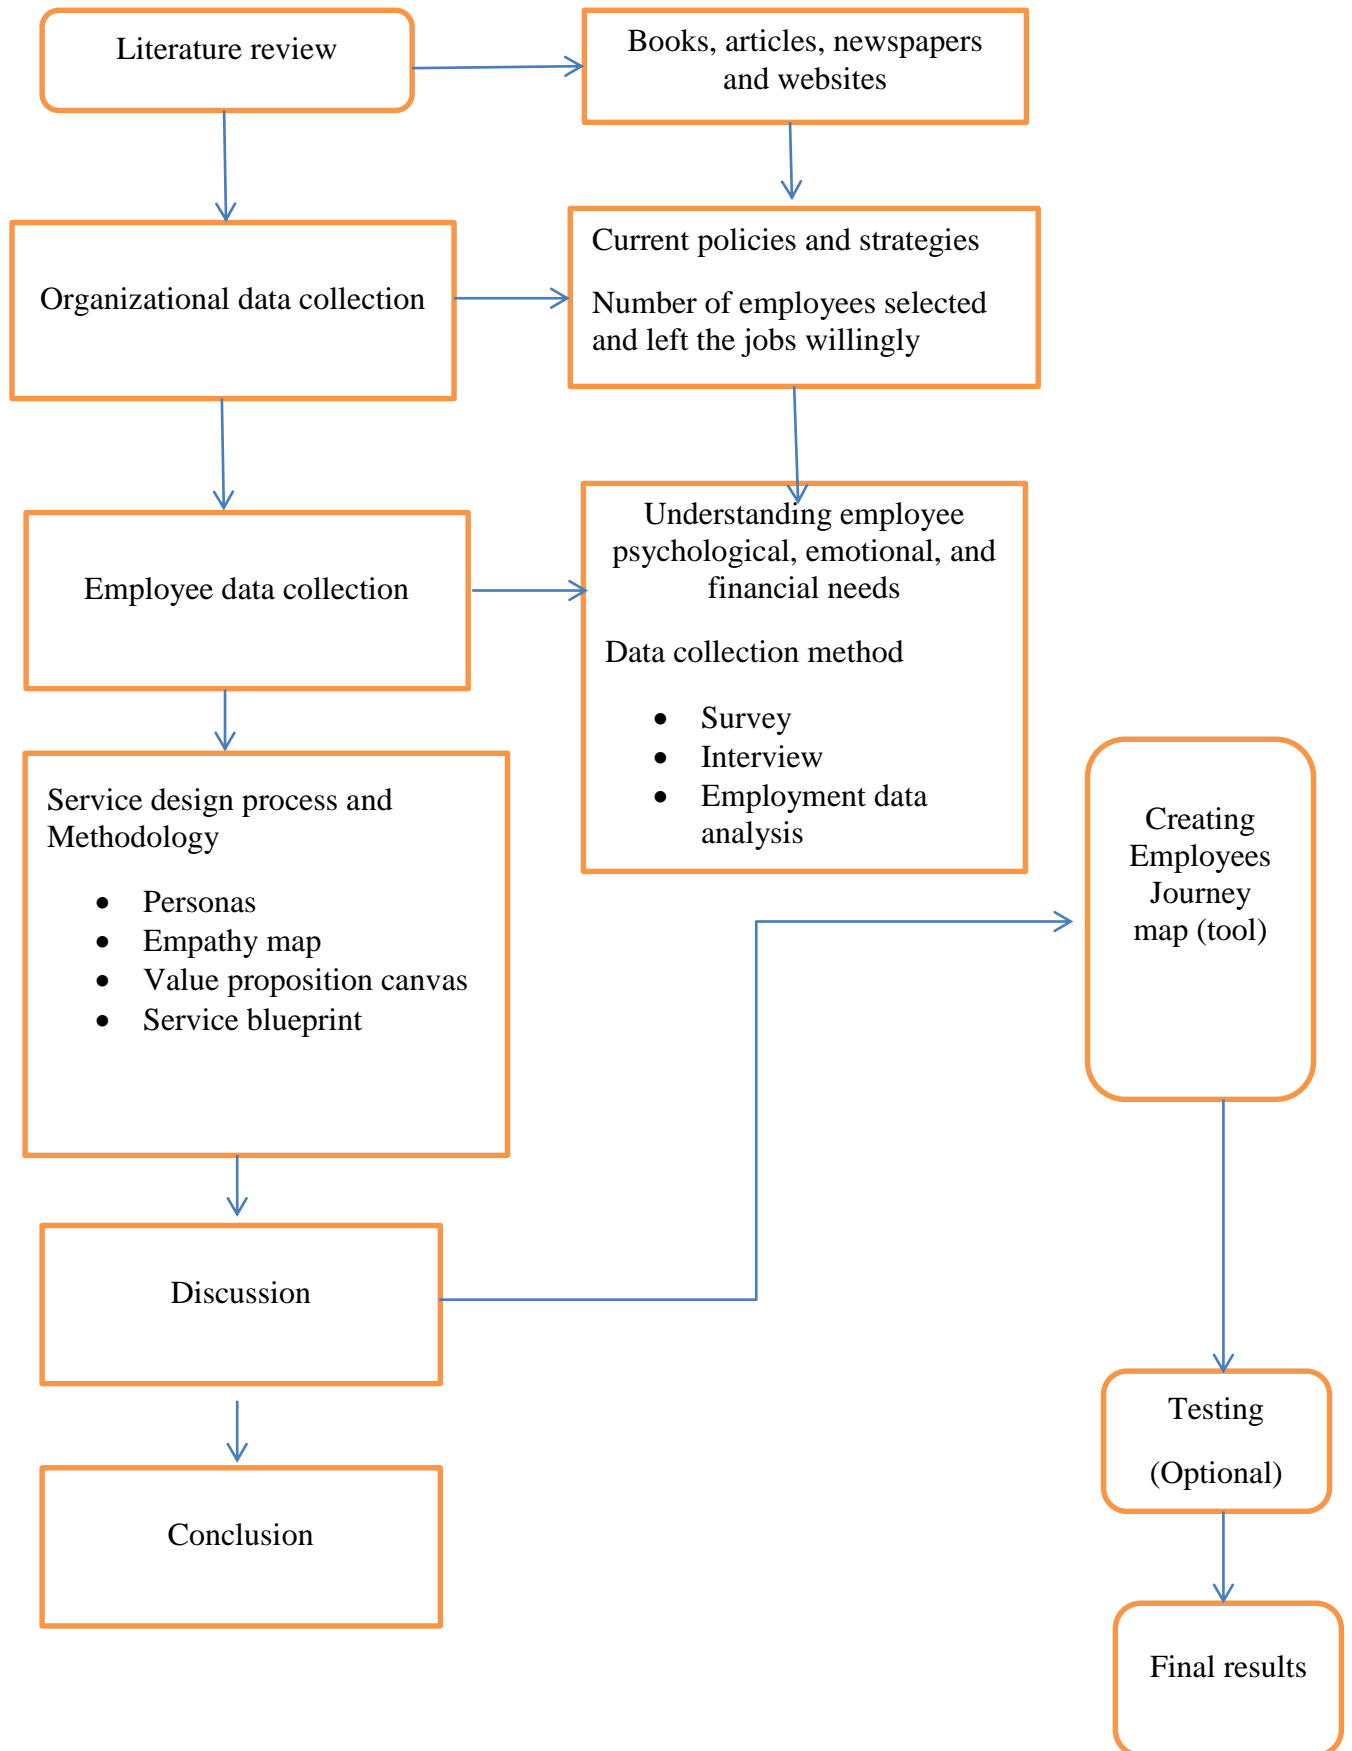 Literature review
Books, articles, newspapers
and websites
Organizational data collection
Current policies and strategies
Number of employees selected
and left the jobs willingly
Employee data collection
Understanding employee
psychological, emotional, and
financial needs
Data collection method
• Survey
• Interview
• Employment data
analysis
Service design process and
Methodology
• Personas
• Empathy map
• Value proposition canvas
• Service blueprint
Creating
Employees
Journey
map (tool)
Discussion
Testing
(Optional)
Conclusion
Final results